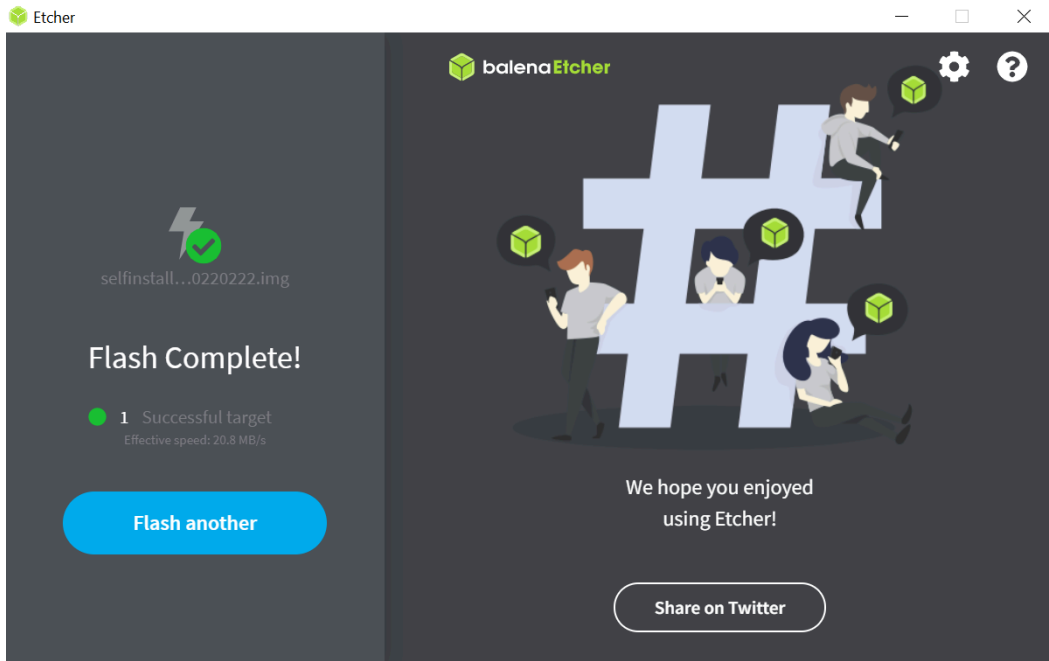 Etcher
balenaEtcher
selfinstall...0220222.img
Flash Complete!
1 Successful target
Effective speed: 20.8 MB/s
Flash another
We hope you enjoyed
using Etcher!
Share on Twitter